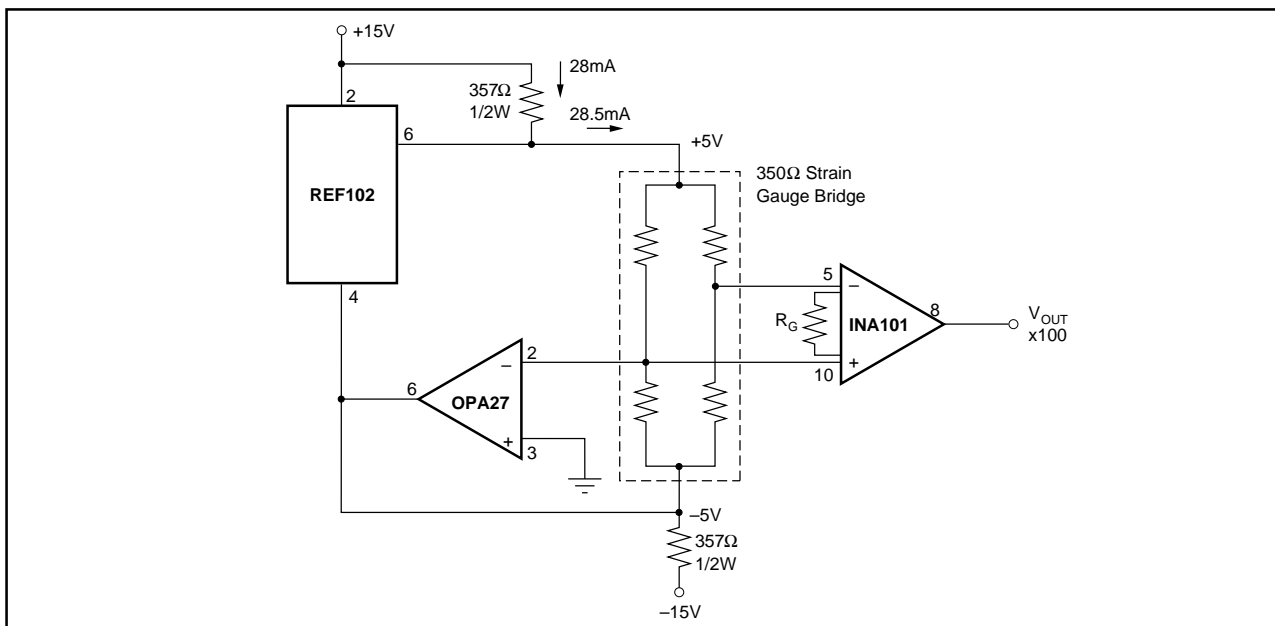 +15V
28mA
357Ω
1/2W
28.5mA
2
6
+5V
REF102
350Ω Strain
Gauge Bridge
4
5
–
R_G
INA101
8
V_OUT
x100
+
10
2
–
6
OPA27
+
3
–5V
357Ω
1/2W
–15V